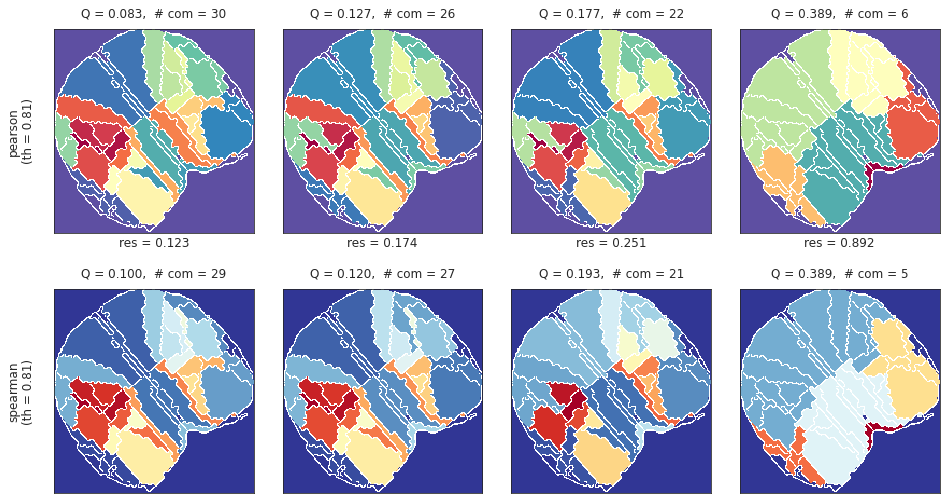 Q = 0.083,  # com = 30
Q = 0.127,  # com = 26
Q = 0.177,  # com = 22
Q = 0.389,  # com = 6
pearson
(th = 0.81)
res = 0.123
res = 0.174
res = 0.251
res = 0.892
Q = 0.100,  # com = 29
Q = 0.120,  # com = 27
Q = 0.193,  # com = 21
Q = 0.389,  # com = 5
spearman
(th = 0.81)